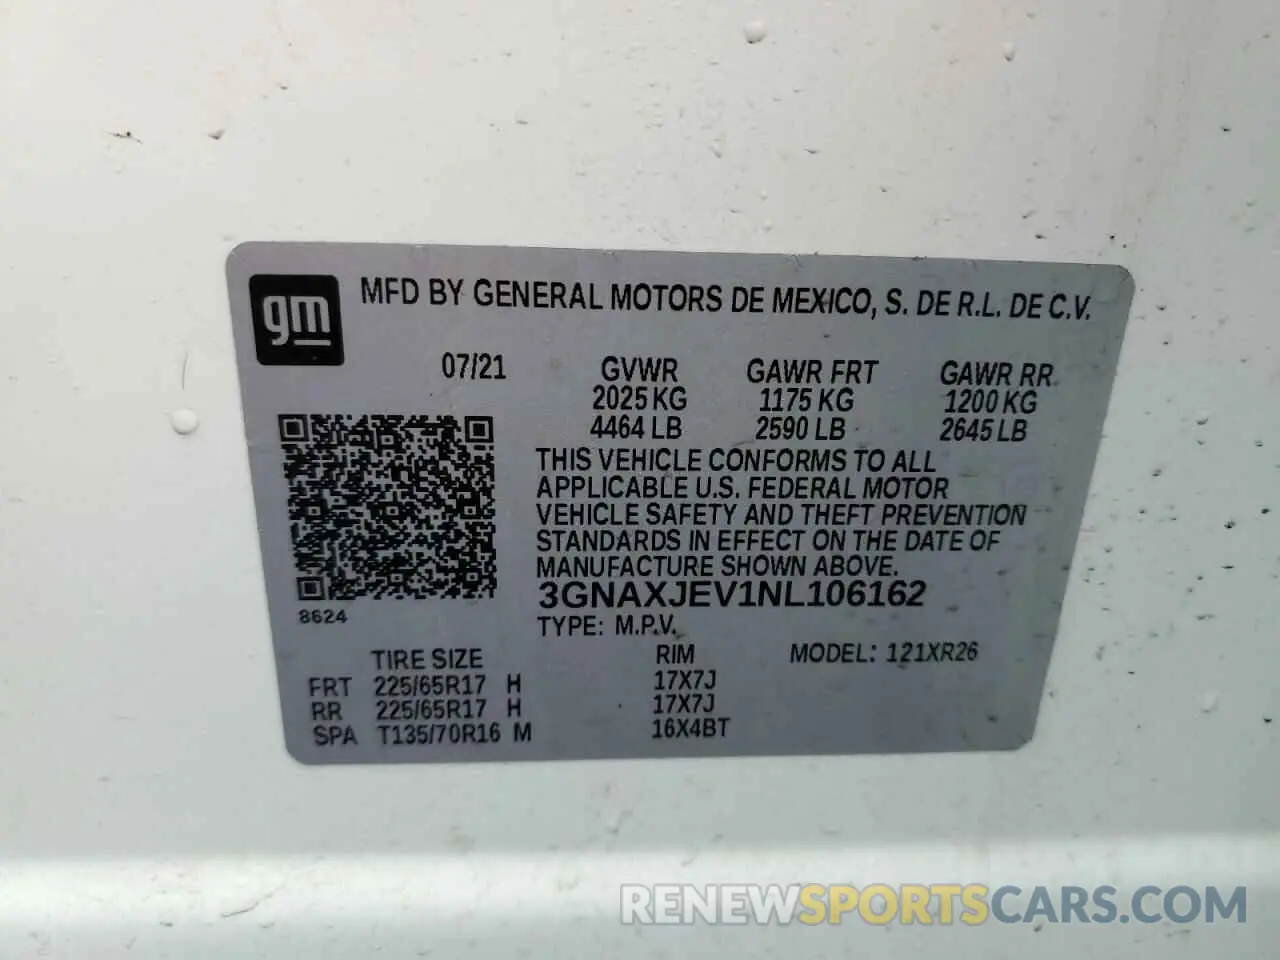 gm
MFD BY GENERAL MOTORS DE MEXICO, S. DE R.L. DE C.V.
07/21 GVWR GAWR FRT GAWR RR
2025 KG 1175 KG 1200 KG
4464 LB 2590 LB 2645 LB
THIS VEHICLE CONFORMS TO ALL
APPLICABLE U.S. FEDERAL MOTOR
VEHICLE SAFETY AND THEFT PREVENTION
STANDARDS IN EFFECT ON THE DATE OF
MANUFACTURE SHOWN ABOVE.
3GNAXJEV1NL106162
8624
TYPE: M.P.V.
TIRE SIZE RIM MODEL: 121XR26
FRT 225/65R17 H 17X7J
RR 225/65R17 H 17X7J
SPA T135/70R16 M 16X4BT
RENEWSPORTSCARS.COM